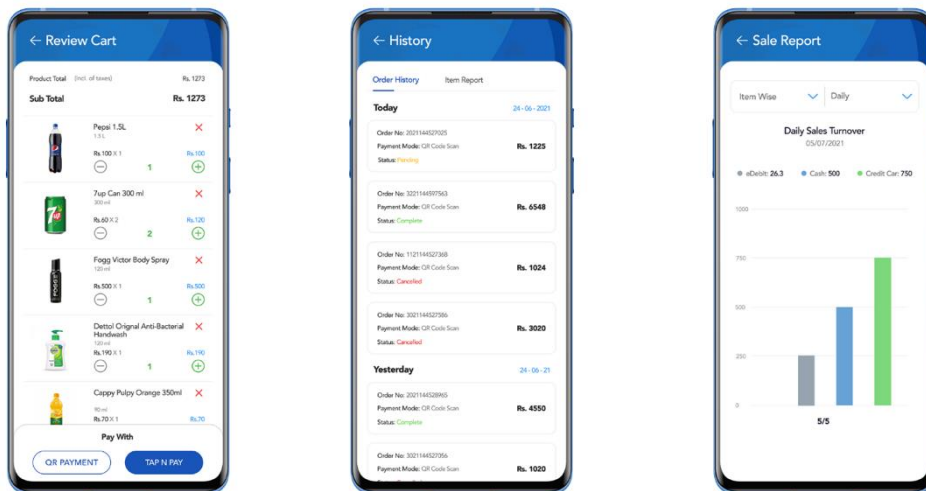 ← Review Cart
Product Total (incl. of taxes) Rs. 1273
Sub Total Rs. 1273
Pepsi 1.5L
1.5 L
Rs.100 X 1 Rs.100
1
7up Can 300 ml
300 ml
Rs.60 X 2 Rs.120
2
Fogg Victor Body Spray
120 ml
Rs.500 X 1 Rs.500
1
Dettol Orignal Anti-Bacterial
Handwash
120 ml
Rs.190 X 1 Rs.190
1
Cappy Pulpy Orange 350ml
90 ml
Rs.70 X 1 Rs.70
Pay With
QR PAYMENT TAP N PAY
← History
Order History Item Report
Today 24-06-2021
Order No: 2021144527025
Payment Mode: QR Code Scan Rs. 1225
Status: Pending
Order No: 3221144597563
Payment Mode: QR Code Scan Rs. 6548
Status: Complete
Order No: 1121144527368
Payment Mode: QR Code Scan Rs. 1024
Status: Cancelled
Order No: 3021144527586
Payment Mode: QR Code Scan Rs. 3020
Status: Cancelled
Yesterday 24-06-21
Order No: 2021144528965
Payment Mode: QR Code Scan Rs. 4550
Status: Complete
Order No: 3021144527056
Payment Mode: QR Code Scan Rs. 1020
← Sale Report
Item Wise Daily
Daily Sales Turnover
05/07/2021
eDebit: 26.3 Cash: 500 Credit Car: 750
1000
750
500
250
0
5/5